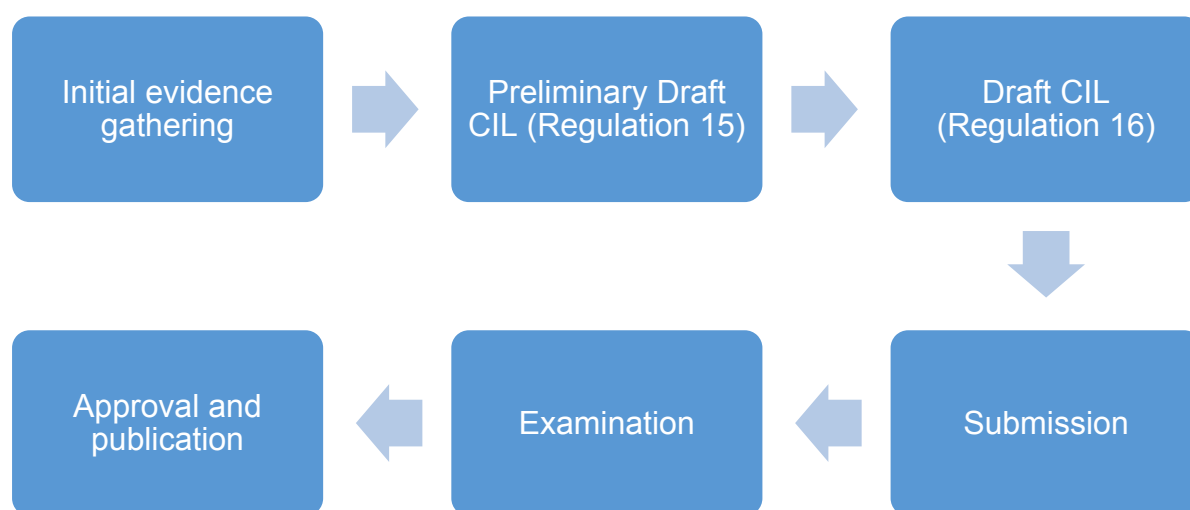 Initial evidence
gathering
Preliminary Draft
CIL (Regulation 15)
Draft CIL
(Regulation 16)
Submission
Examination
Approval and
publication